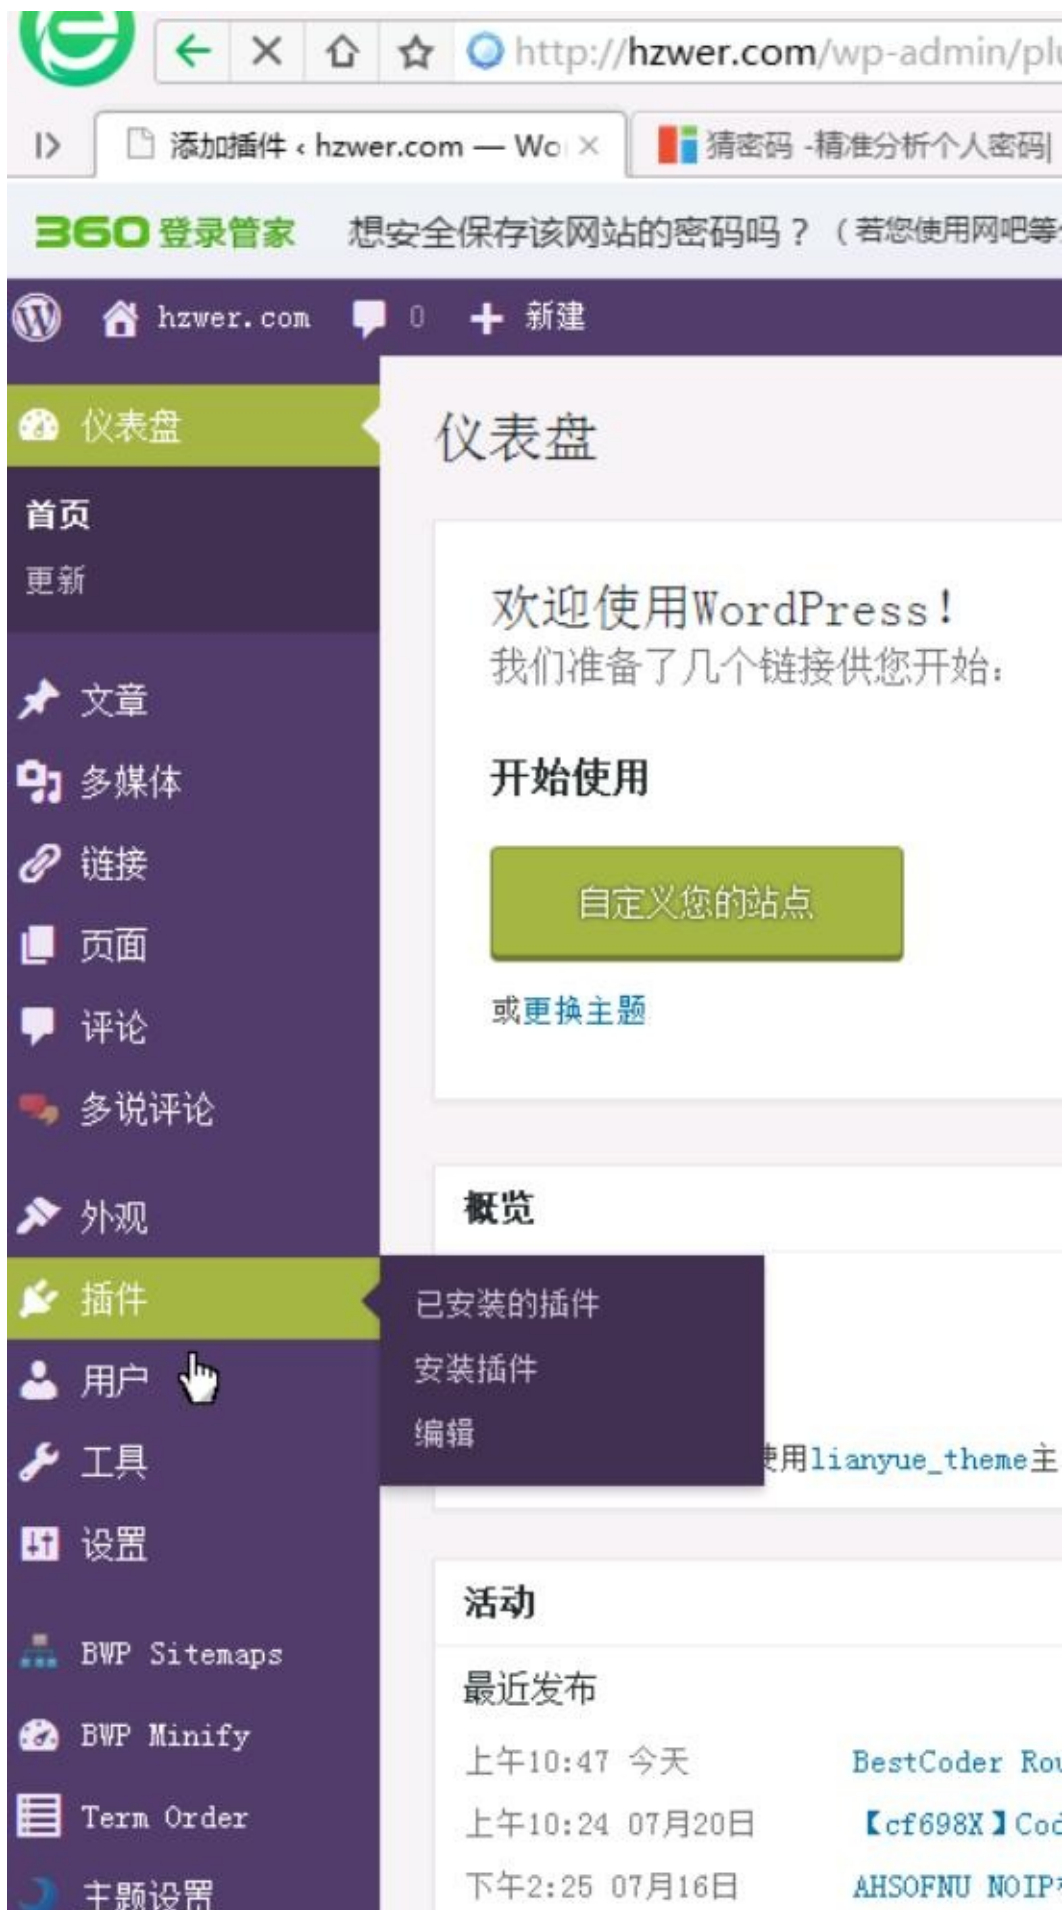 http://hzwer.com/wp-admin/plu
添加插件 ‹ hzwer.com — Wo
猜密码 -精准分析个人密码|
360 登录管家 想安全保存该网站的密码吗？（若您使用网吧等
hzwer.com 0 新建
仪表盘
首页
更新
文章
多媒体
链接
页面
评论
多说评论
外观
插件
用户
工具
设置
BWP Sitemaps
BWP Minify
Term Order
主题设置
已安装的插件
安装插件
编辑
仪表盘
欢迎使用WordPress！
我们准备了几个链接供您开始：
开始使用
自定义您的站点
或更换主题
概览
使用lianyue_theme主
活动
最近发布
上午10:47 今天 BestCoder Rou
上午10:24 07月20日 【cf698X】Cod
下午2:25 07月16日 AHSOFNU NOIP